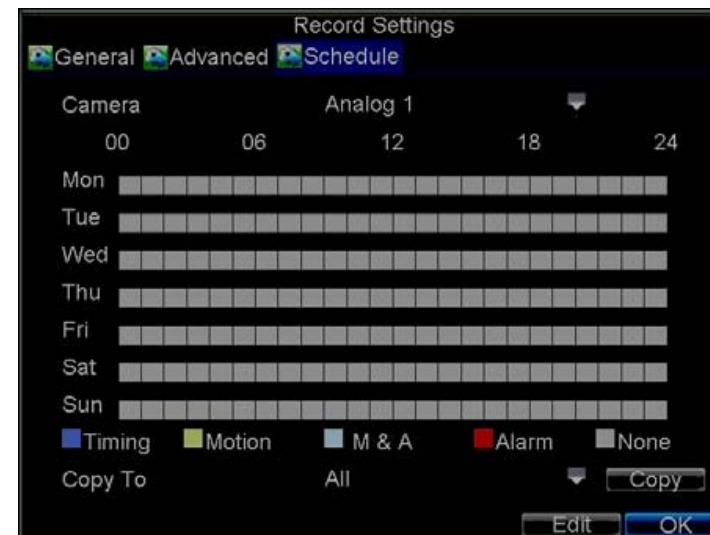 Record Settings
General Advanced Schedule
Camera Analog 1
00 06 12 18 24
Mon
Tue
Wed
Thu
Fri
Sat
Sun
Timing Motion M & A Alarm None
Copy To All Copy
Edit OK